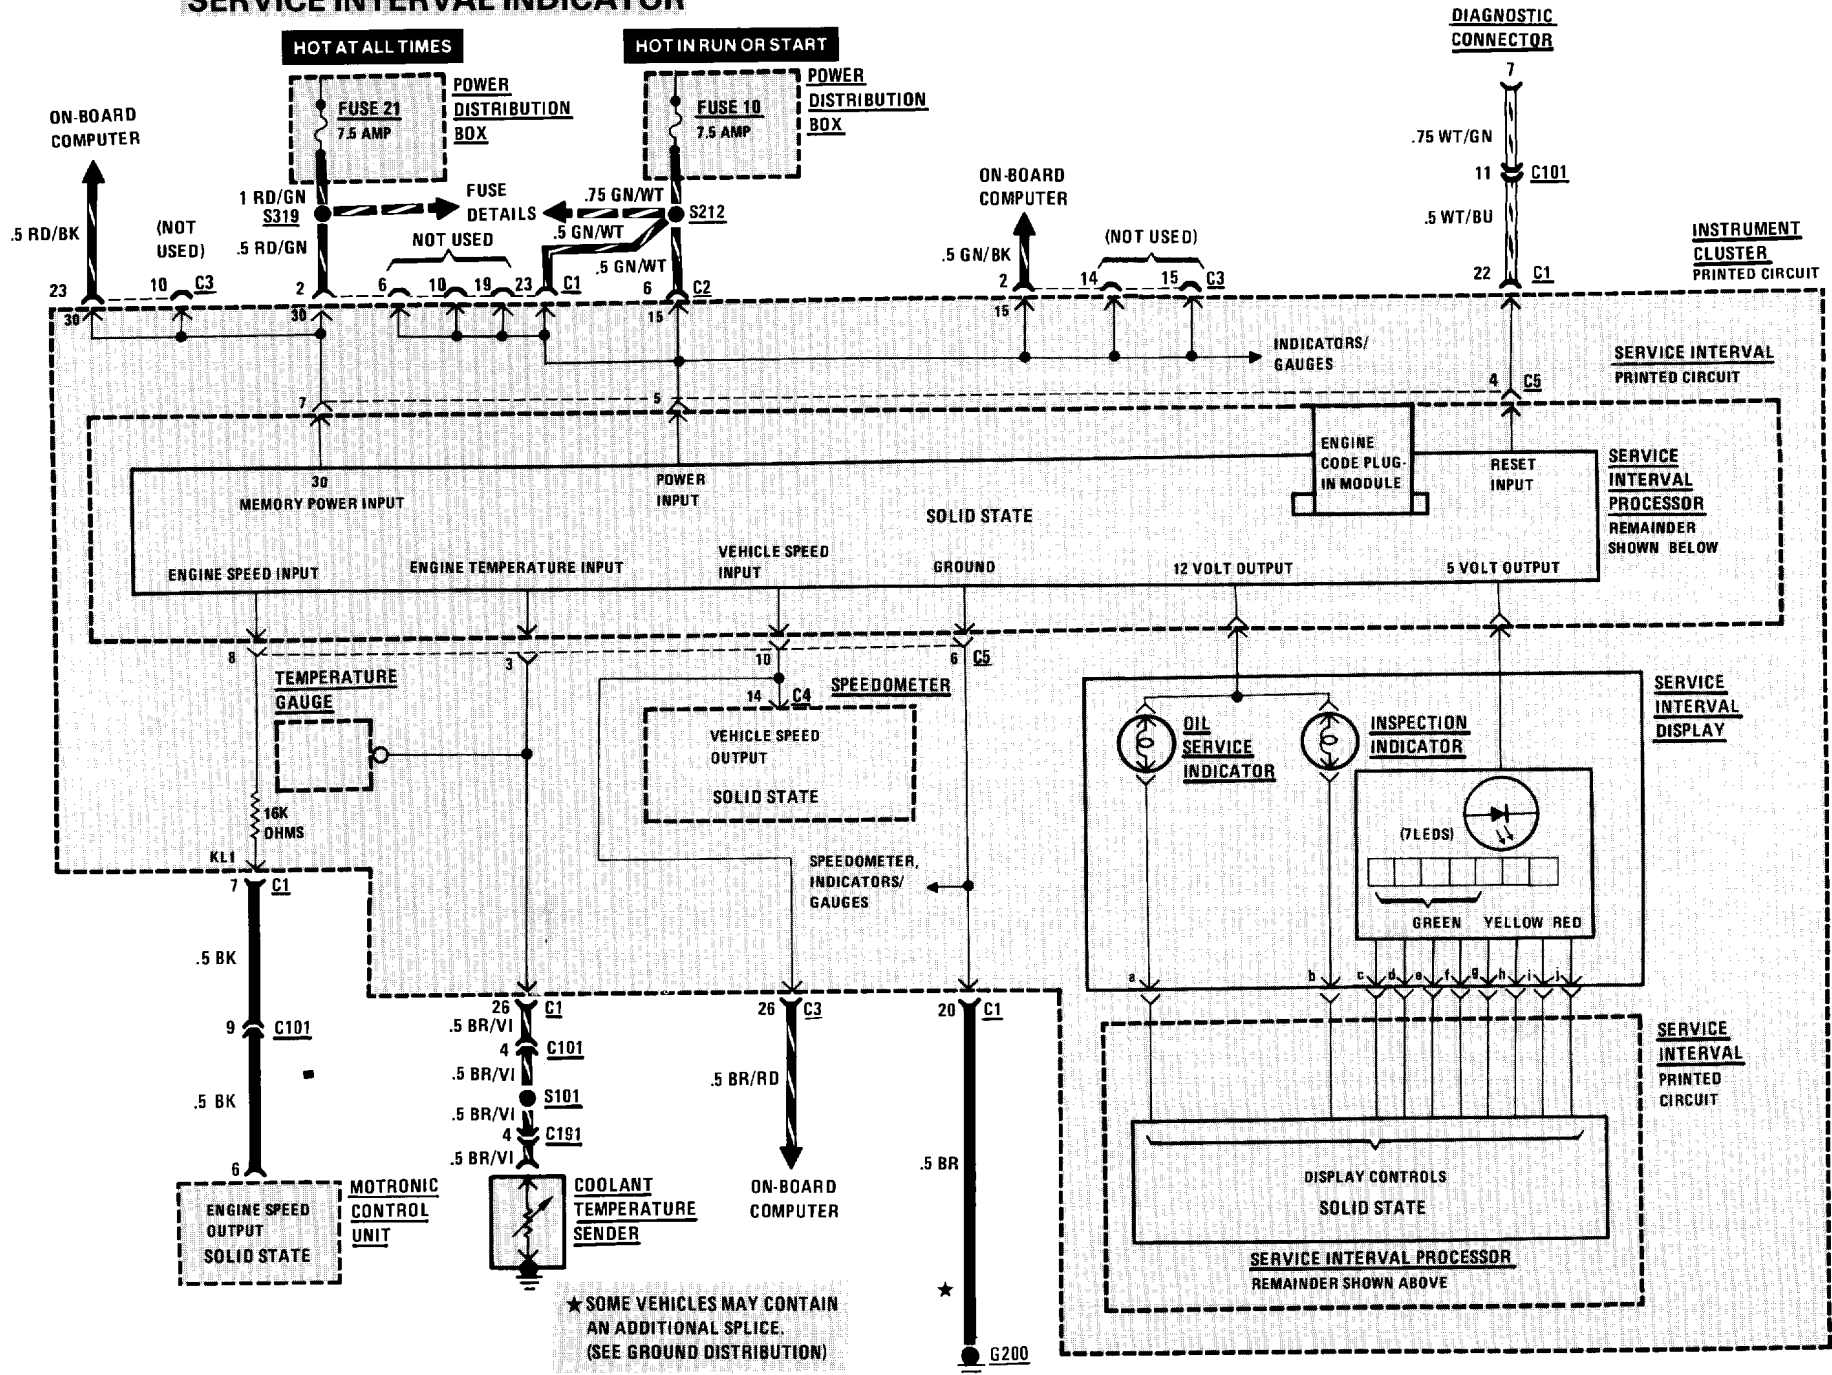 SERVICE INTERVAL INDICATOR
HOT AT ALL TIMES
HOT IN RUN OR START
DIAGNOSTIC
CONNECTOR
7
ON-BOARD
COMPUTER
FUSE 21
7.5 AMP
POWER
DISTRIBUTION
BOX
FUSE 10
7.5 AMP
POWER
DISTRIBUTION
BOX
.75 WT/GN
11 C101
.5 WT/BU
ON-BOARD
COMPUTER
1 RD/GN
S319
FUSE
DETAILS
.75 GN/WT
S212
.5 RD/BK
(NOT
USED)
.5 RD/GN
NOT USED
.5 GN/WT
.5 GN/WT
.5 GN/BK
(NOT USED)
INSTRUMENT
CLUSTER
PRINTED CIRCUIT
23 10 C3 2 6 10 19 23 C1 6 C2 2 14 15 C3 22 C1
30 30 15 15
INDICATORS/
GAUGES
SERVICE INTERVAL
PRINTED CIRCUIT
7 5 4 C5
ENGINE
CODE PLUG-
IN MODULE
RESET
INPUT
30
MEMORY POWER INPUT
POWER
INPUT
SOLID STATE
SERVICE
INTERVAL
PROCESSOR
REMAINDER
SHOWN BELOW
ENGINE SPEED INPUT
ENGINE TEMPERATURE INPUT
VEHICLE SPEED
INPUT
GROUND
12 VOLT OUTPUT
5 VOLT OUTPUT
8 3 10 6 C5
TEMPERATURE
GAUGE
14 C4
SPEEDOMETER
VEHICLE SPEED
OUTPUT
SOLID STATE
OIL
SERVICE
INDICATOR
INSPECTION
INDICATOR
SERVICE
INTERVAL
DISPLAY
16K
OHMS
KL1
(7 LEDS)
GREEN YELLOW RED
SPEEDOMETER,
INDICATORS/
GAUGES
7 C1
.5 BK
a b c d e f g h i j
26 C1
26 C3
20 C1
9 C101
.5 BR/VI
4 C101
.5 BR/VI
S101
.5 BR/VI
4 C191
.5 BR/VI
.5 BR/RD
.5 BK
.5 BR
SERVICE
INTERVAL
PRINTED
CIRCUIT
6
ENGINE SPEED
OUTPUT
SOLID STATE
MOTRONIC
CONTROL
UNIT
COOLANT
TEMPERATURE
SENDER
ON-BOARD
COMPUTER
DISPLAY CONTROLS
SOLID STATE
SERVICE INTERVAL PROCESSOR
REMAINDER SHOWN ABOVE
★
★ SOME VEHICLES MAY CONTAIN
AN ADDITIONAL SPLICE.
(SEE GROUND DISTRIBUTION)
G200